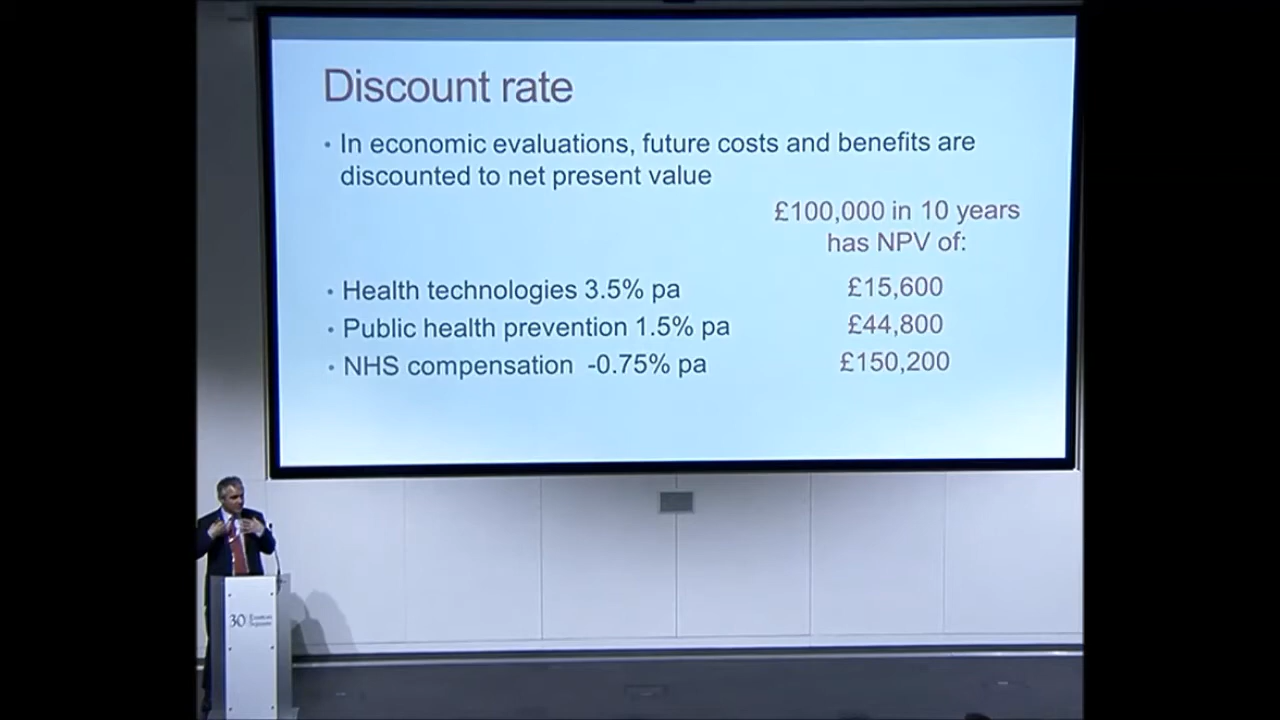 Discount rate
• In economic evaluations, future costs and benefits are
discounted to net present value
£100,000 in 10 years
has NPV of:
• Health technologies 3.5% pa £15,600
• Public health prevention 1.5% pa £44,800
• NHS compensation -0.75% pa £150,200
30